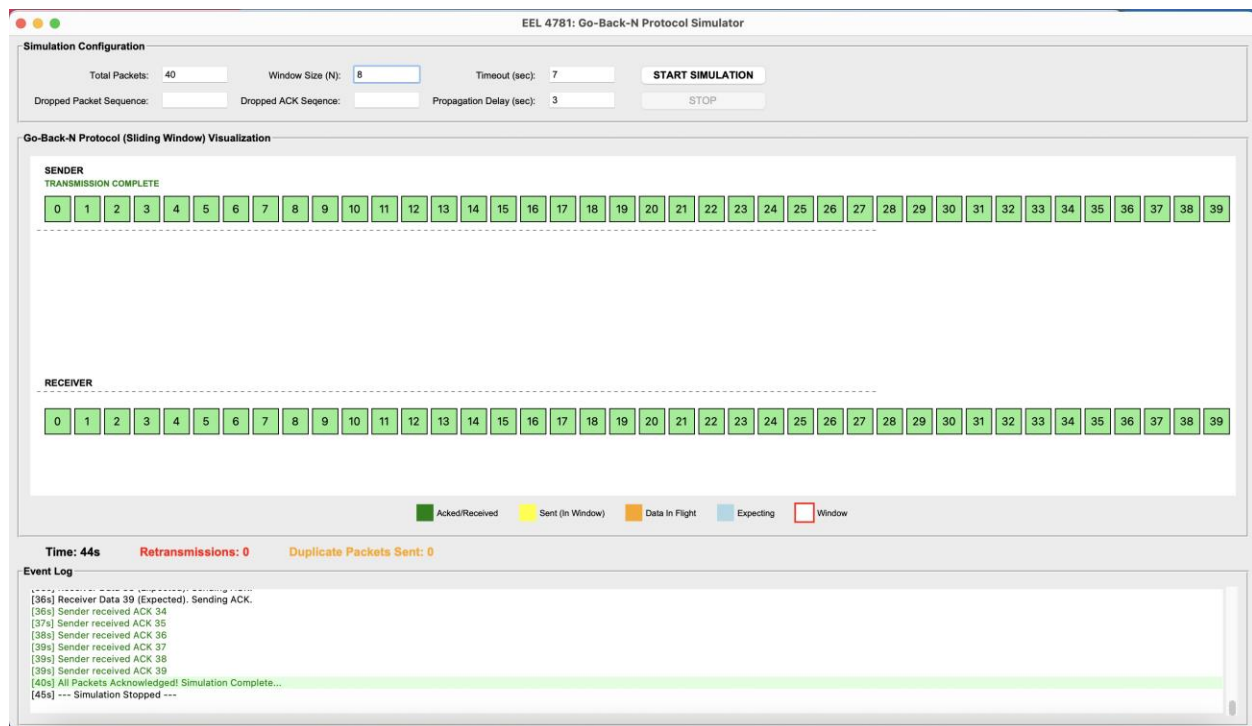 EEL 4781: Go-Back-N Protocol Simulator
Simulation Configuration
Total Packets: 40 Window Size (N): 8 Timeout (sec): 7 START SIMULATION
Dropped Packet Sequence: Dropped ACK Seqence: Propagation Delay (sec): 3 STOP
Go-Back-N Protocol (Sliding Window) Visualization
SENDER
TRANSMISSION COMPLETE
0 1 2 3 4 5 6 7 8 9 10 11 12 13 14 15 16 17 18 19 20 21 22 23 24 25 26 27 28 29 30 31 32 33 34 35 36 37 38 39
RECEIVER
0 1 2 3 4 5 6 7 8 9 10 11 12 13 14 15 16 17 18 19 20 21 22 23 24 25 26 27 28 29 30 31 32 33 34 35 36 37 38 39
Acked/Received Sent (In Window) Data In Flight Expecting Window
Time: 44s Retransmissions: 0 Duplicate Packets Sent: 0
Event Log
[36s] Receiver Data 39 (Expected). Sending ACK.
[36s] Sender received ACK 34
[37s] Sender received ACK 35
[38s] Sender received ACK 36
[39s] Sender received ACK 37
[39s] Sender received ACK 38
[39s] Sender received ACK 39
[40s] All Packets Acknowledged! Simulation Complete...
[45s] --- Simulation Stopped ---